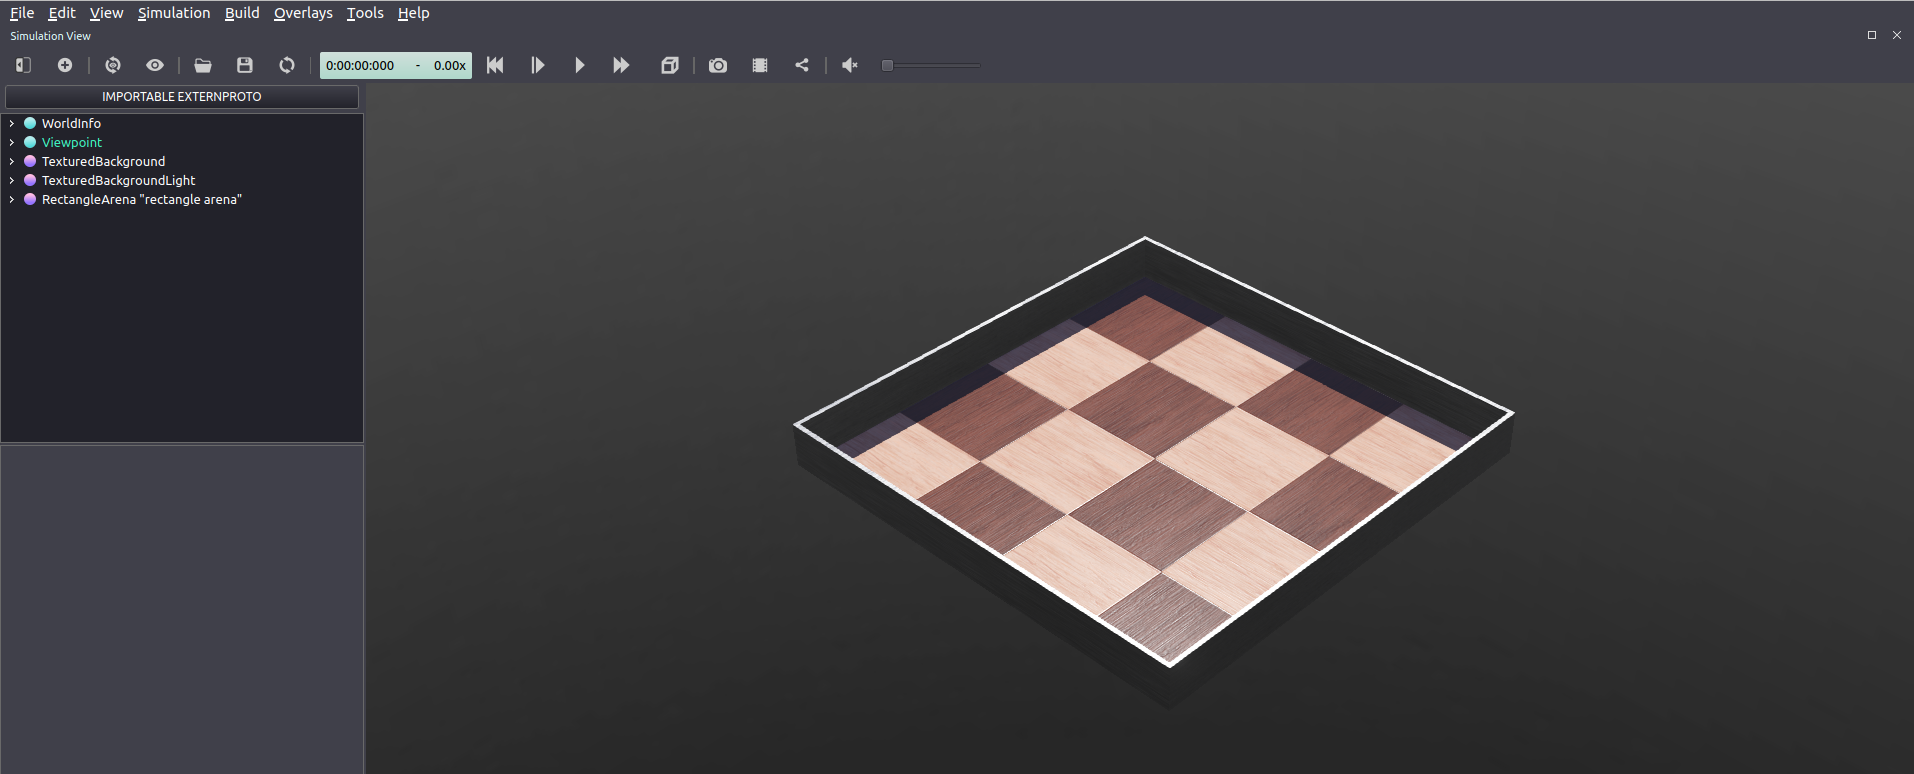 File Edit View Simulation Build Overlays Tools Help
Simulation View
0:00:00:000 - 0.00x
IMPORTABLE EXTERNPROTO
WorldInfo
Viewpoint
TexturedBackground
TexturedBackgroundLight
RectangleArena "rectangle arena"